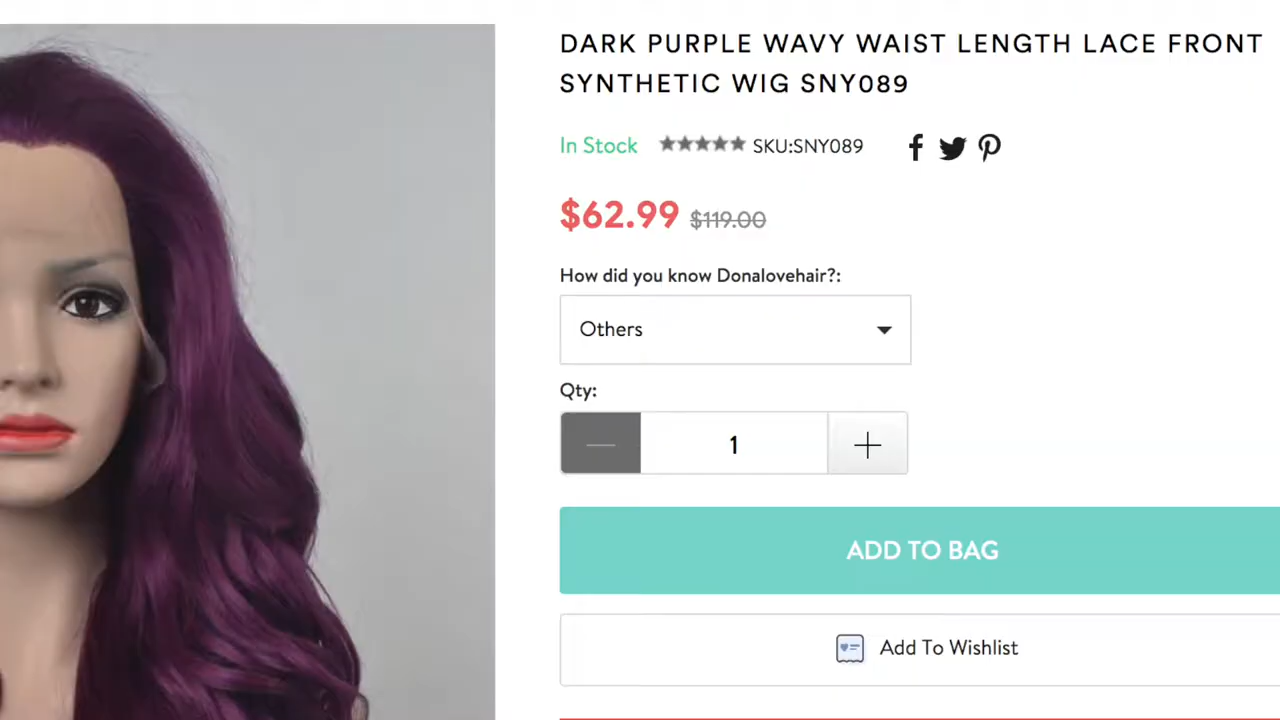 DARK PURPLE WAVY WAIST LENGTH LACE FRONT
SYNTHETIC WIG SNY089
In Stock SKU:SNY089
$62.99 $119.00
How did you know Donalovehair?:
Others
Qty:
1
ADD TO BAG
Add To Wishlist